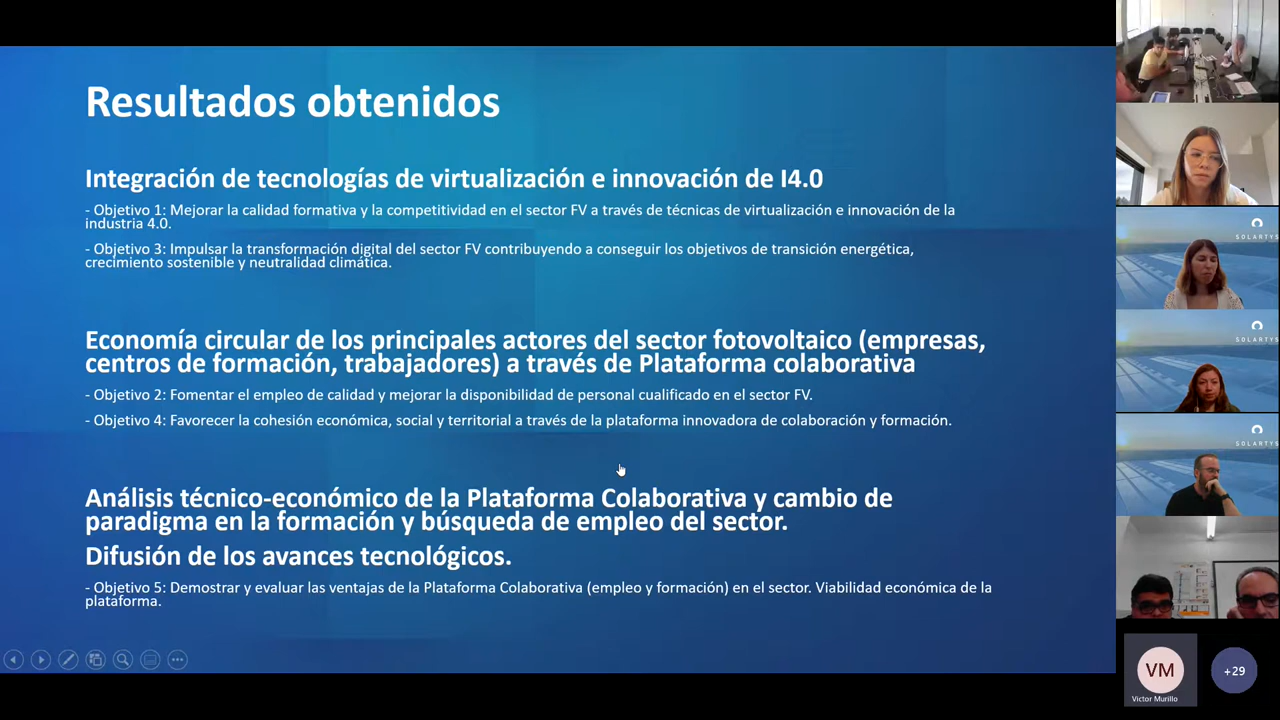 Resultados obtenidos
Integración de tecnologías de virtualización e innovación de I4.0
- Objetivo 1: Mejorar la calidad formativa y la competitividad en el sector FV a través de técnicas de virtualización e innovación de la
industria 4.0.
- Objetivo 3: Impulsar la transformación digital del sector FV contribuyendo a conseguir los objetivos de transición energética,
crecimiento sostenible y neutralidad climática.
Economía circular de los principales actores del sector fotovoltaico (empresas,
centros de formación, trabajadores) a través de Plataforma colaborativa
- Objetivo 2: Fomentar el empleo de calidad y mejorar la disponibilidad de personal cualificado en el sector FV.
- Objetivo 4: Favorecer la cohesión económica, social y territorial a través de la plataforma innovadora de colaboración y formación.
Análisis técnico-económico de la Plataforma Colaborativa y cambio de
paradigma en la formación y búsqueda de empleo del sector.
Difusión de los avances tecnológicos.
- Objetivo 5: Demostrar y evaluar las ventajas de la Plataforma Colaborativa (empleo y formación) en el sector. Viabilidad económica de la
plataforma.
SOLARTYS
SOLARTYS
SOLARTYS
VM
Victor Murillo
+29